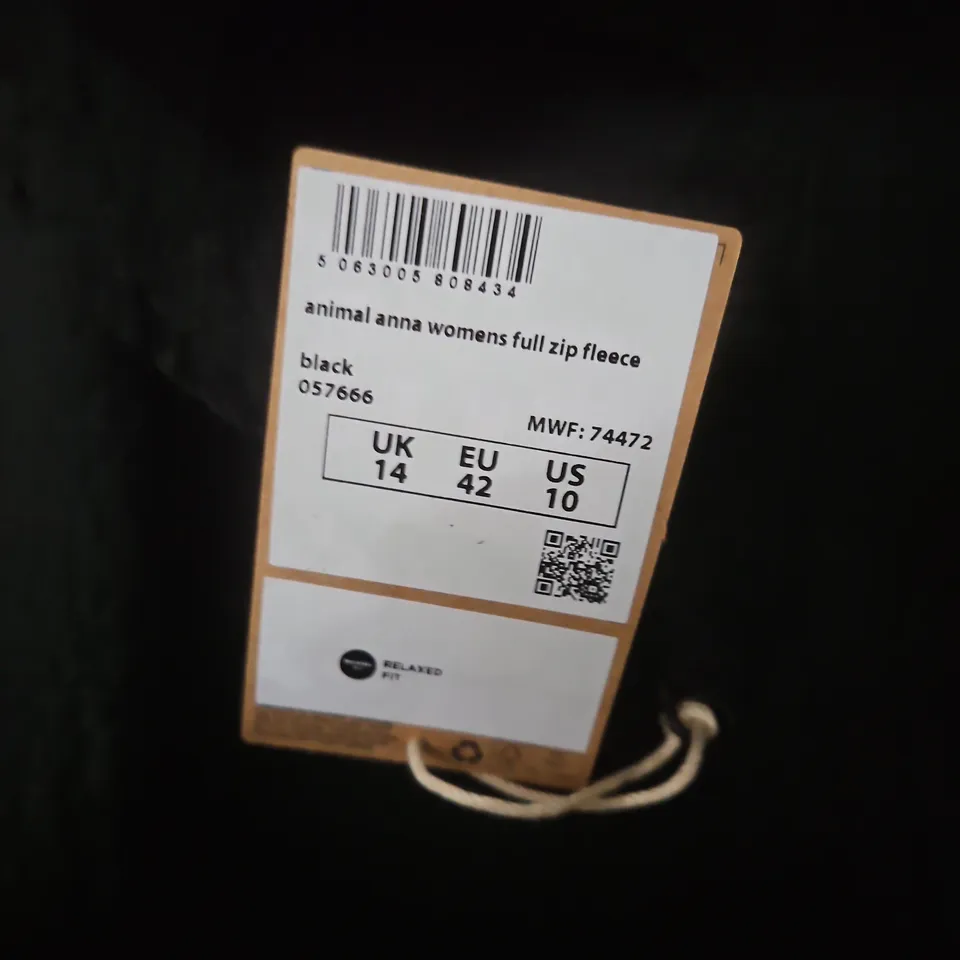 5 063005 808434
animal anna womens full zip fleece
black
057666
MWF: 74472
UK EU US
14 42 10
RELAXED
FIT